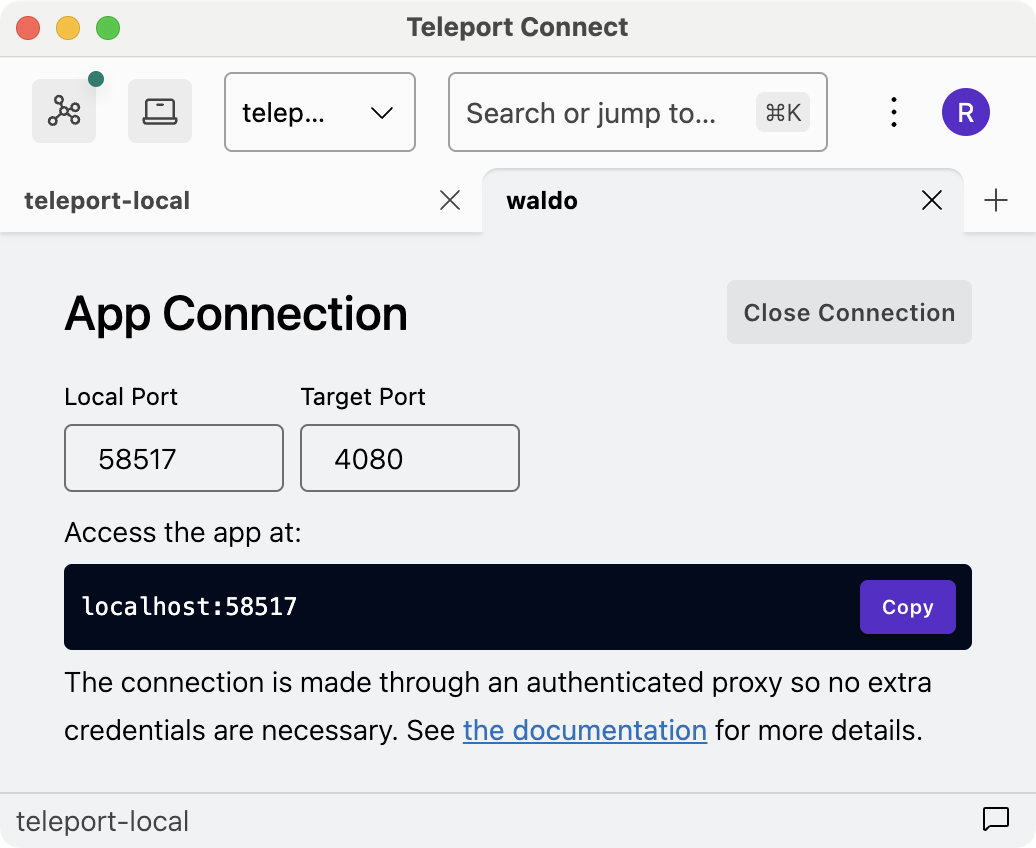 Teleport Connect
telep...
Search or jump to...
⌘K
R
teleport-local
waldo
App Connection
Close Connection
Local Port
Target Port
58517
4080
Access the app at:
localhost:58517
Copy
The connection is made through an authenticated proxy so no extra
credentials are necessary. See the documentation for more details.
teleport-local